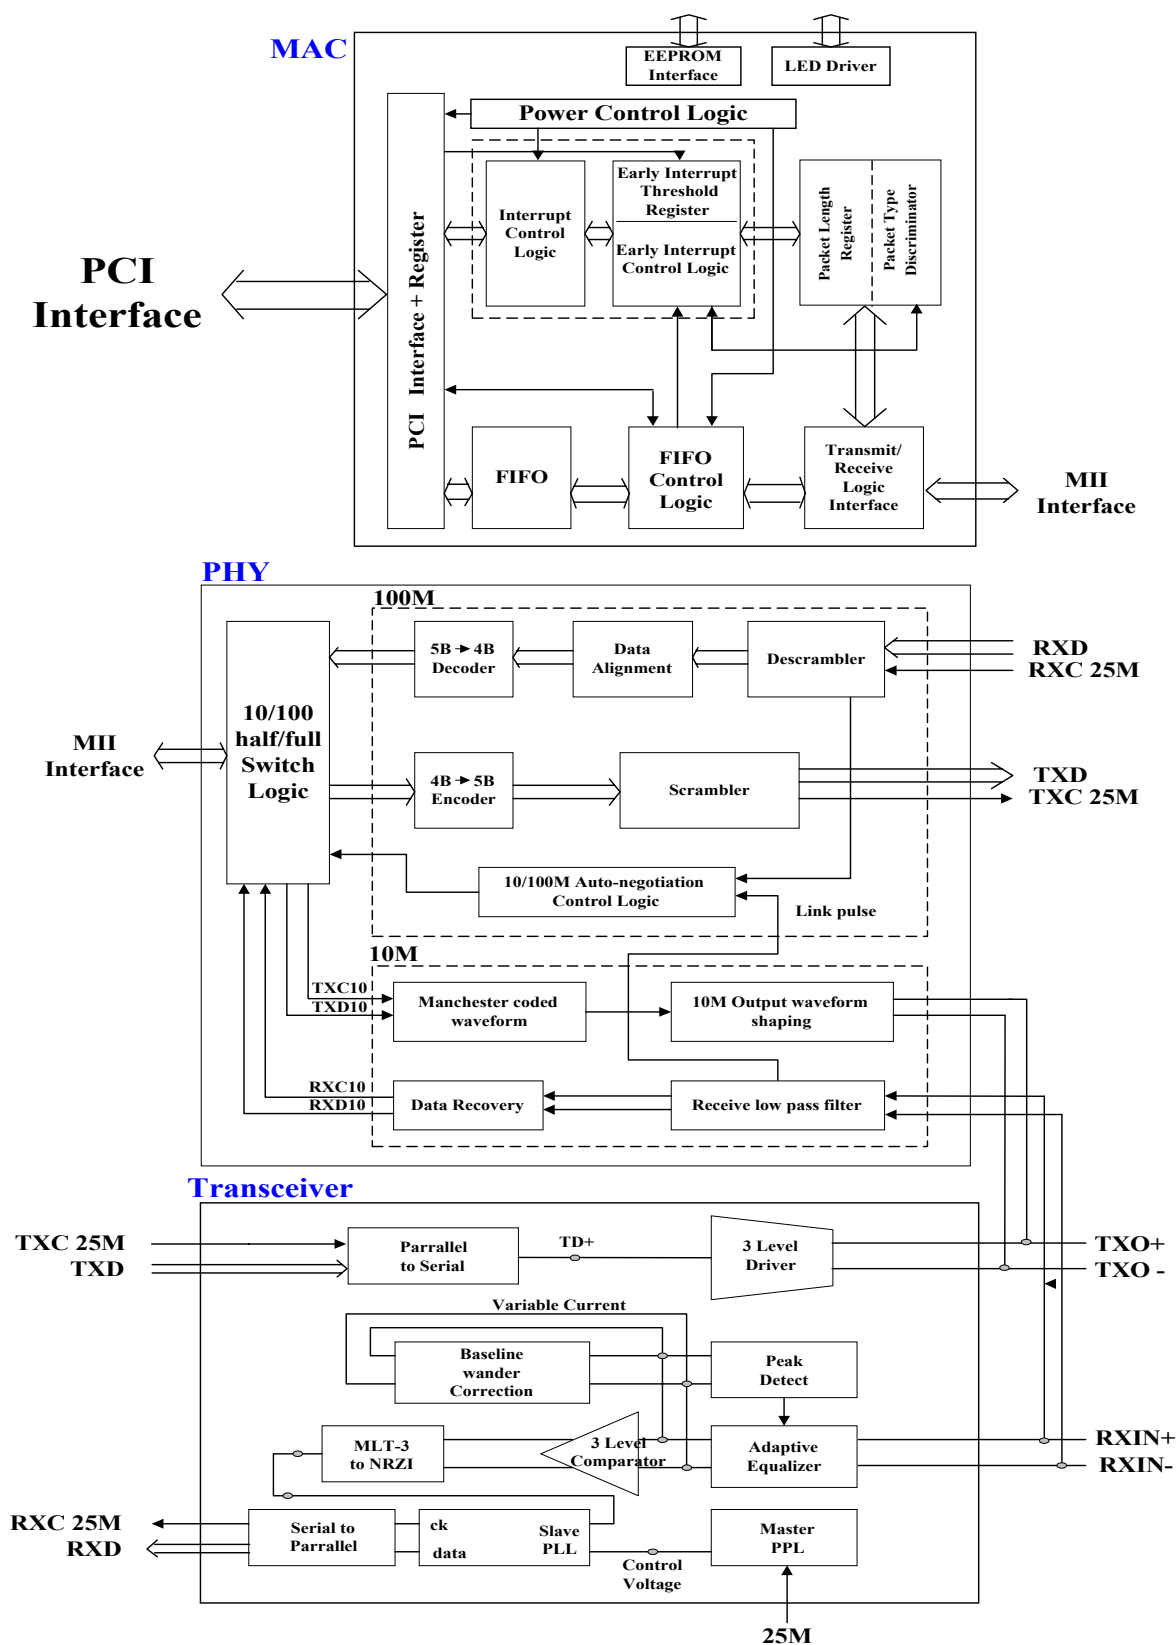 MAC
EEPROM
Interface
LED Driver
Power Control Logic
PCI Interface + Register
Interrupt
Control
Logic
Early Interrupt
Threshold
Register
Early Interrupt
Control Logic
Packet Length
Register
Packet Type
Discriminator
PCI
Interface
FIFO
FIFO
Control
Logic
Transmit/
Receive
Logic
Interface
MII
Interface
PHY
100M
10/100
half/full
Switch
Logic
5B → 4B
Decoder
Data
Alignment
Descrambler
RXD
RXC 25M
MII
Interface
4B → 5B
Encoder
Scrambler
TXD
TXC 25M
10/100M Auto-negotiation
Control Logic
Link pulse
10M
TXC10
TXD10
Manchester coded
waveform
10M Output waveform
shaping
RXC10
RXD10
Data Recovery
Receive low pass filter
Transceiver
TXC 25M
TXD
Parrallel
to Serial
TD+
3 Level
Driver
TXO+
TXO -
Variable Current
Baseline
wander
Correction
Peak
Detect
MLT-3
to NRZI
3 Level
Comparator
Adaptive
Equalizer
RXIN+
RXIN-
RXC 25M
RXD
Serial to
Parrallel
ck
data
Slave
PLL
Control
Voltage
Master
PPL
25M